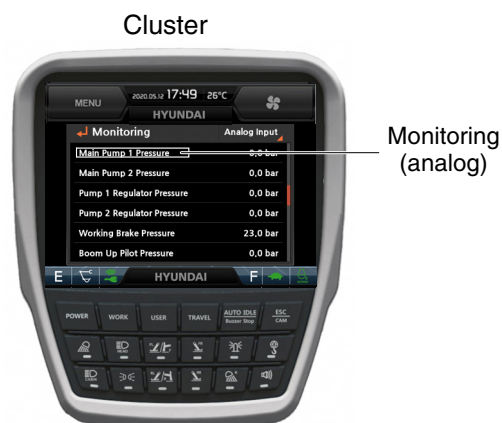 Cluster
MENU 2020.05.12 17:49 26°C
HYUNDAI
Monitoring Analog Input
Main Pump 1 Pressure 0,0 bar
Main Pump 2 Pressure 0,0 bar
Pump 1 Regulator Pressure 0,0 bar
Pump 2 Regulator Pressure 0,0 bar
Working Brake Pressure 23,0 bar
Boom Up Pilot Pressure 0,0 bar
Monitoring
(analog)
E HYUNDAI F
POWER WORK USER TRAVEL AUTO IDLE ESC
Buzzer Stop CAM
HEAD
CABIN